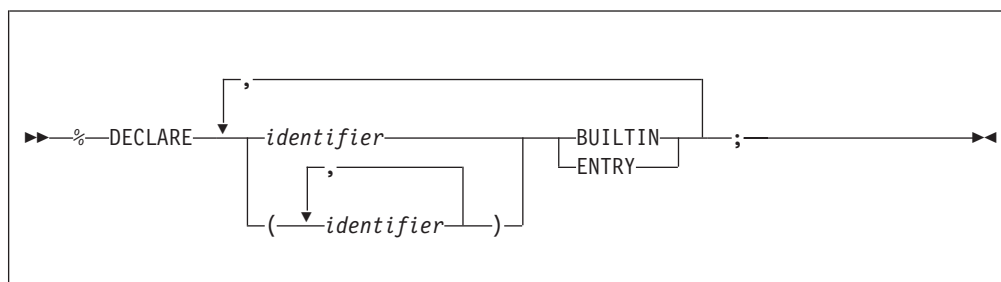 ,
% DECLARE identifier BUILTIN ;
ENTRY
,
( identifier )